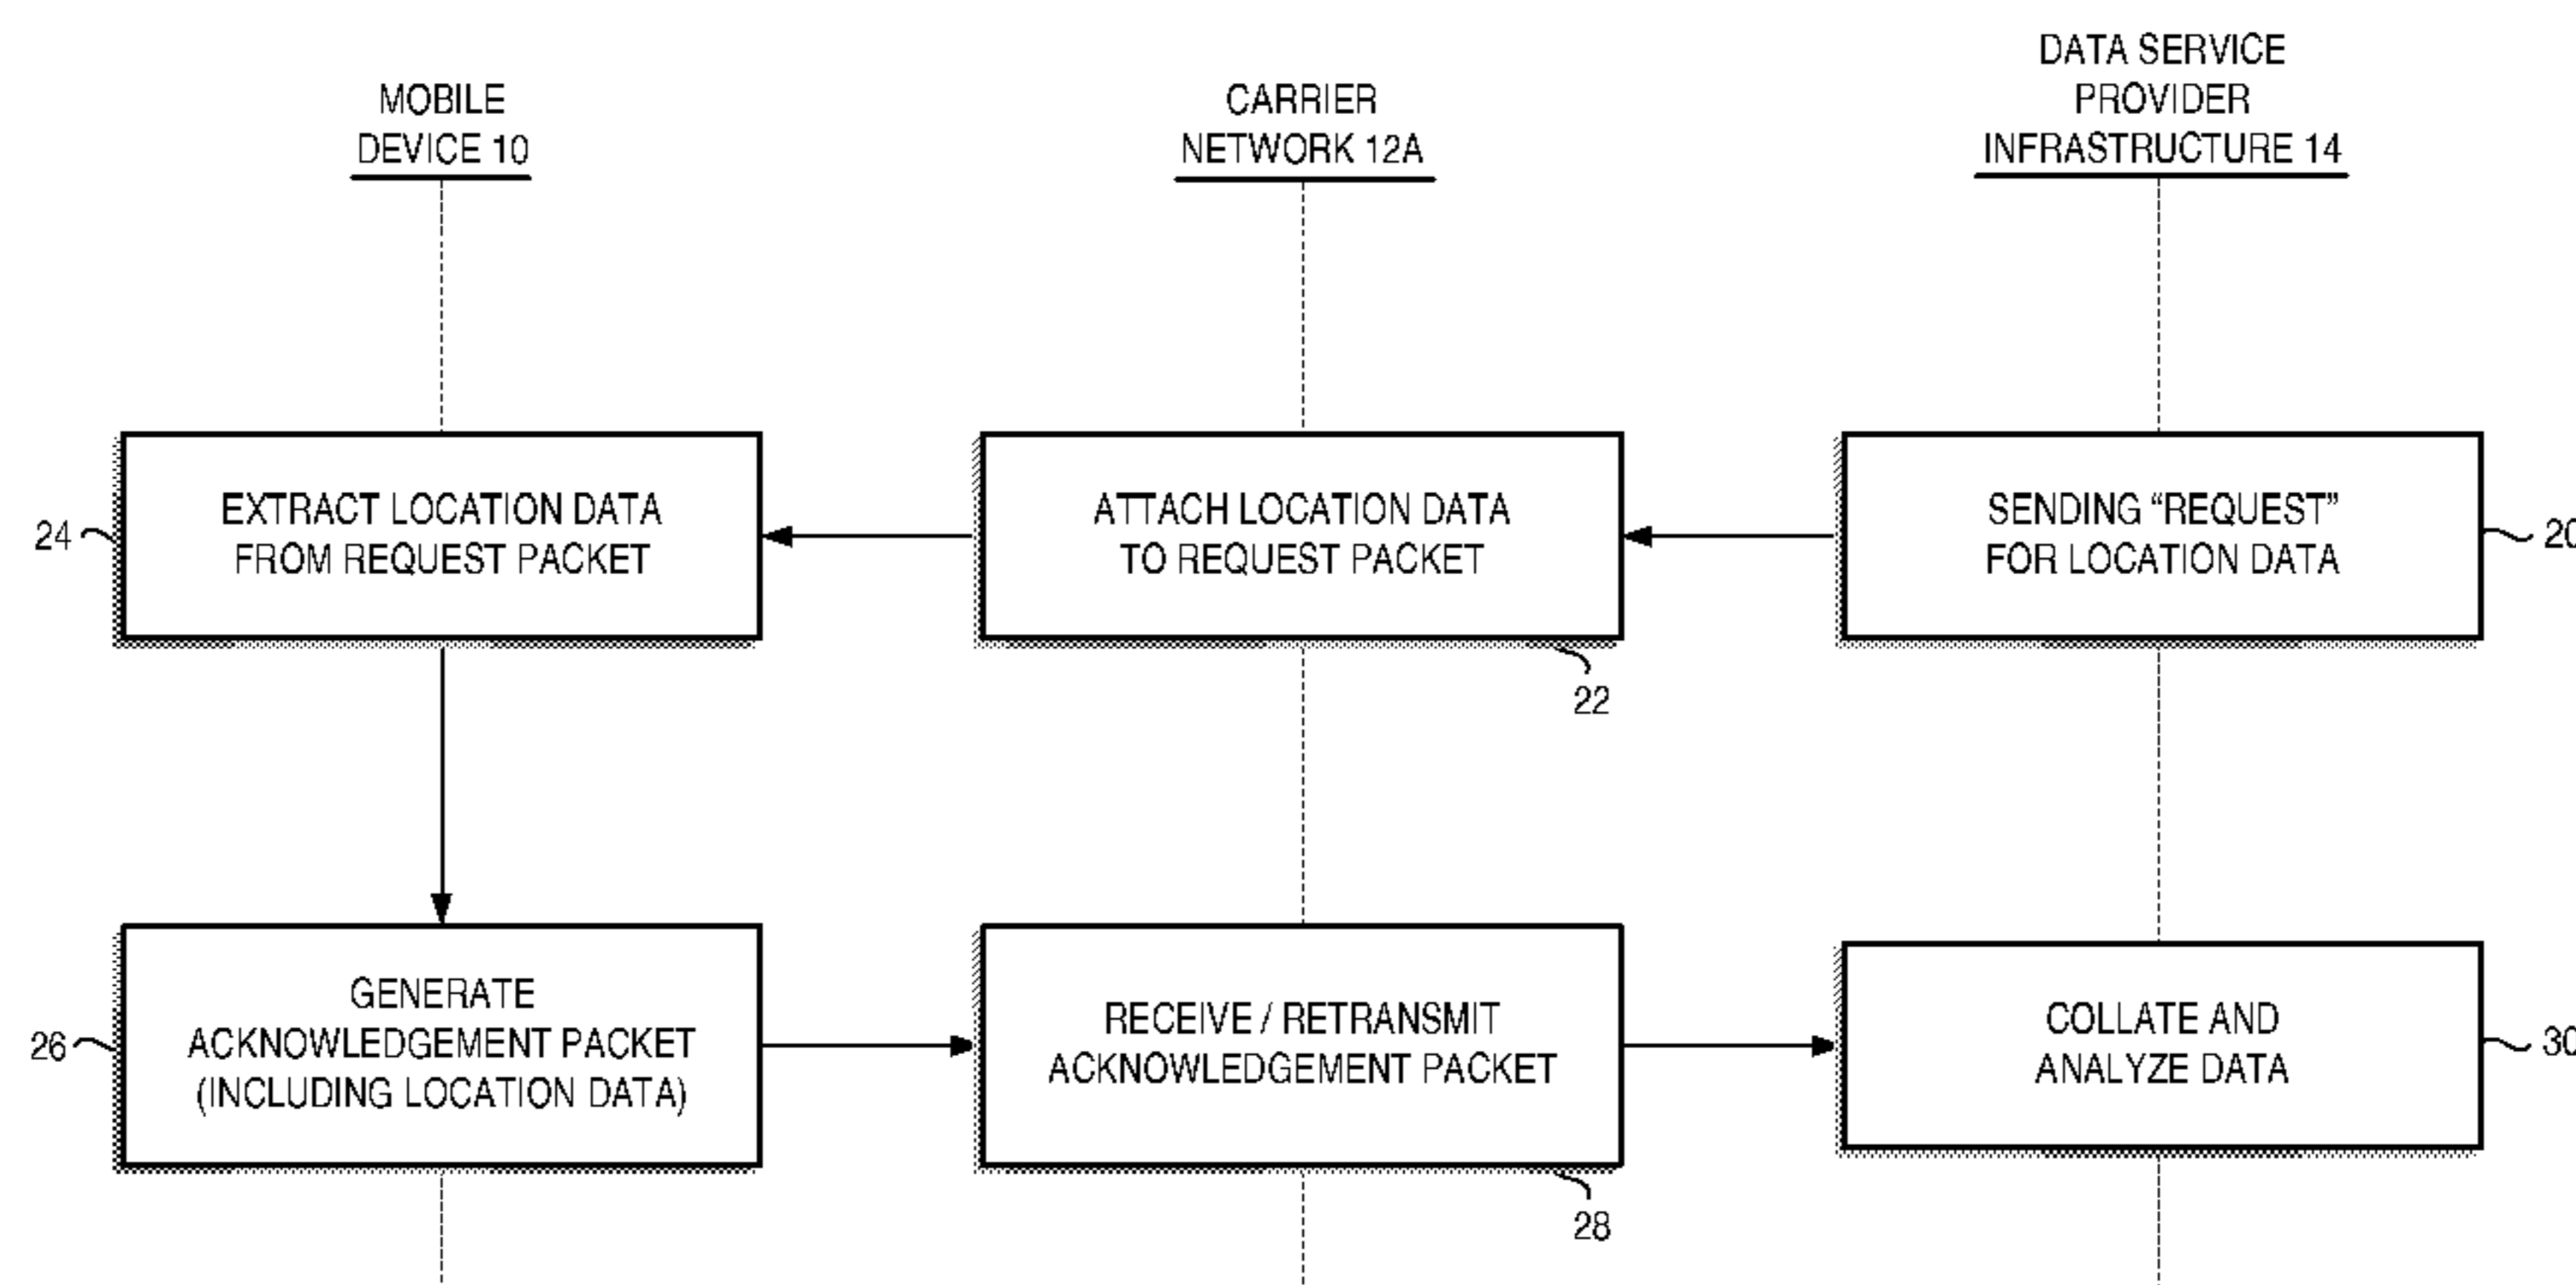 MOBILE
DEVICE 10
CARRIER
NETWORK 12A
DATA SERVICE
PROVIDER
INFRASTRUCTURE 14
24
EXTRACT LOCATION DATA
FROM REQUEST PACKET
ATTACH LOCATION DATA
TO REQUEST PACKET
22
SENDING “REQUEST”
FOR LOCATION DATA
20
26
GENERATE
ACKNOWLEDGEMENT PACKET
(INCLUDING LOCATION DATA)
RECEIVE / RETRANSMIT
ACKNOWLEDGEMENT PACKET
28
COLLATE AND
ANALYZE DATA
30